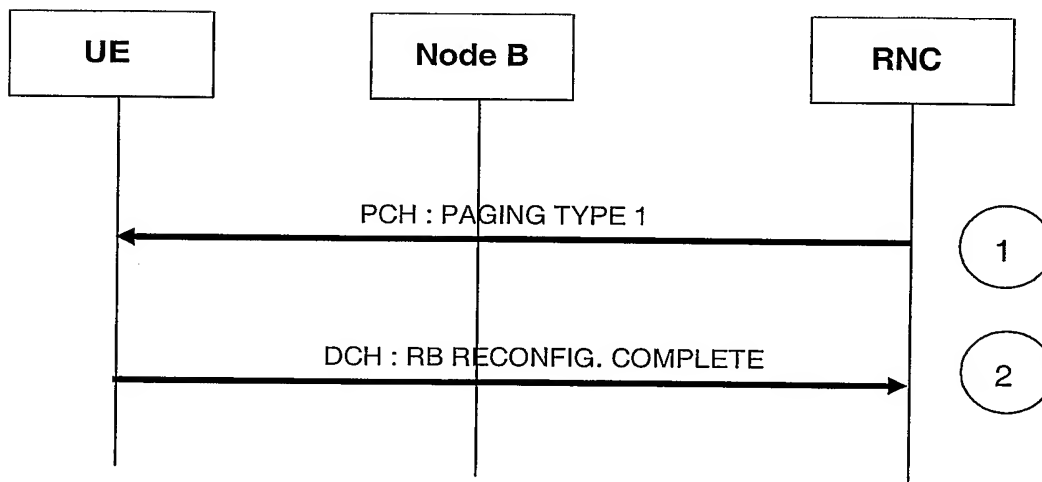 UE
Node B
RNC
PCH : PAGING TYPE 1
1
DCH : RB RECONFIG. COMPLETE
2